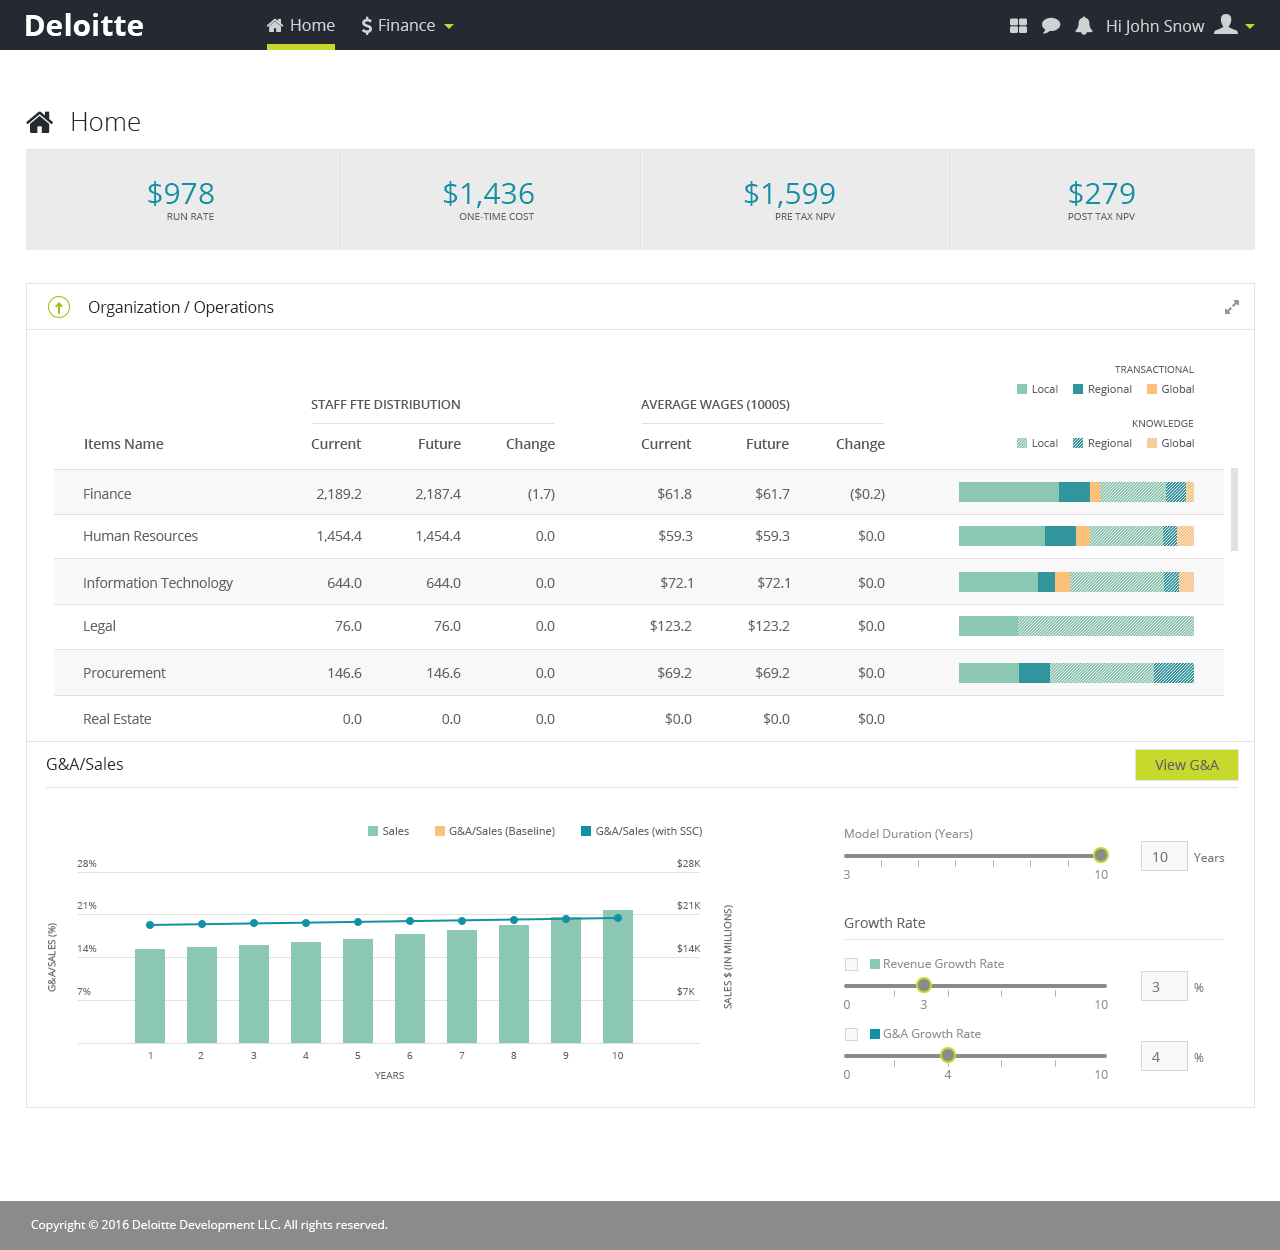 Deloitte Home Finance Hi John Snow
Home
$978 $1,436 $1,599 $279
RUN RATE ONE-TIME COST PRE TAX NPV POST TAX NPV
Organization / Operations
TRANSACTIONAL
Local Regional Global
STAFF FTE DISTRIBUTION AVERAGE WAGES (1000S)
KNOWLEDGE
Items Name Current Future Change Current Future Change Local Regional Global
Finance 2,189.2 2,187.4 (1.7) $61.8 $61.7 ($0.2)
Human Resources 1,454.4 1,454.4 0.0 $59.3 $59.3 $0.0
Information Technology 644.0 644.0 0.0 $72.1 $72.1 $0.0
Legal 76.0 76.0 0.0 $123.2 $123.2 $0.0
Procurement 146.6 146.6 0.0 $69.2 $69.2 $0.0
Real Estate 0.0 0.0 0.0 $0.0 $0.0 $0.0
G&A/Sales View G&A
Sales G&A/Sales (Baseline) G&A/Sales (with SSC)
28% $28K
21% $21K
14% $14K
7% $7K
G&A/SALES (%)
SALES $ (IN MILLIONS)
1 2 3 4 5 6 7 8 9 10
YEARS
Model Duration (Years)
10 Years
3 10
Growth Rate
Revenue Growth Rate
3 %
0 3 10
G&A Growth Rate
4 %
0 4 10
Copyright © 2016 Deloitte Development LLC. All rights reserved.